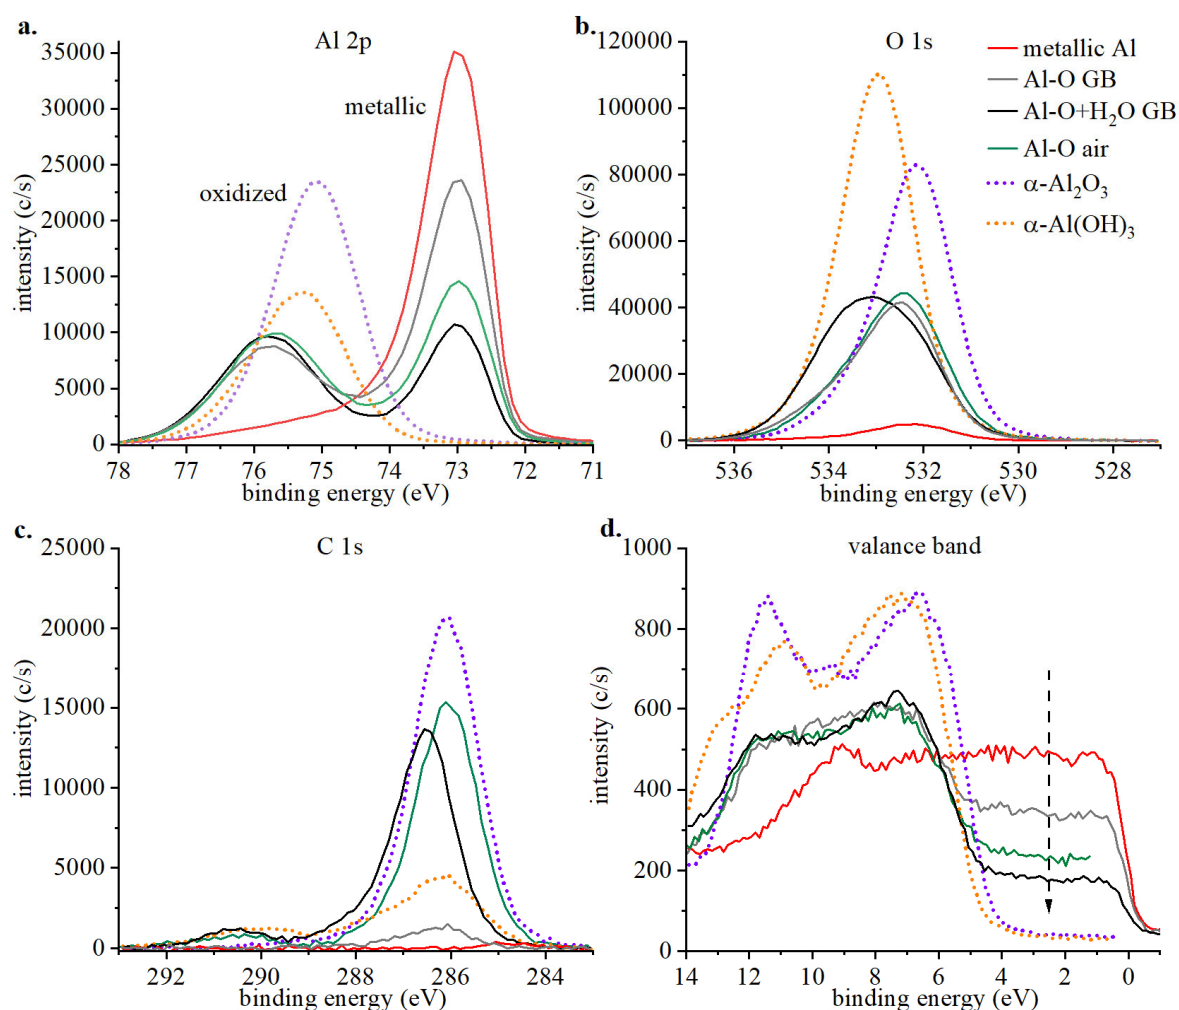 a.
Al 2p
intensity (c/s)
35000
30000
25000
20000
15000
10000
5000
0
metallic
oxidized
78 77 76 75 74 73 72 71
binding energy (eV)
b.
O 1s
intensity (c/s)
120000
100000
80000
60000
40000
20000
0
metallic Al
Al-O GB
Al-O+H₂O GB
Al-O air
α-Al₂O₃
α-Al(OH)₃
536 534 532 530 528
binding energy (eV)
c.
C 1s
intensity (c/s)
25000
20000
15000
10000
5000
0
292 290 288 286 284
binding energy (eV)
d.
valance band
intensity (c/s)
1000
800
600
400
200
0
14 12 10 8 6 4 2 0
binding energy (eV)